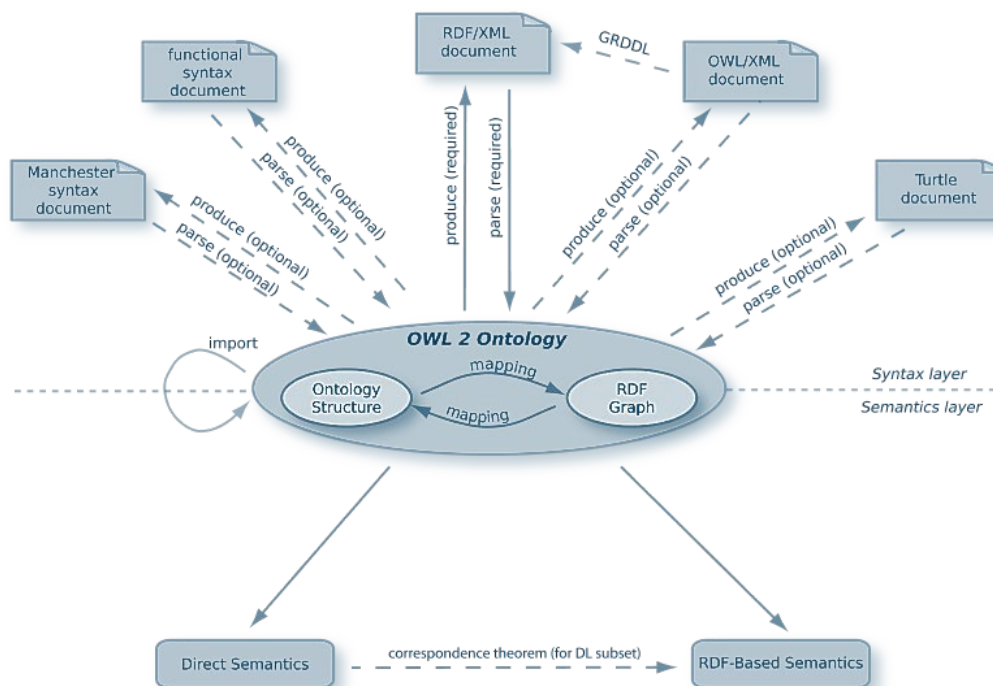 RDF/XML
document
GRDDL
functional
syntax
document
OWL/XML
document
produce (optional)
parse (optional)
produce (required)
parse (required)
produce (optional)
parse (optional)
Manchester
syntax
document
Turtle
document
produce (optional)
parse (optional)
produce (optional)
parse (optional)
import
OWL 2 Ontology
mapping
Ontology
Structure
RDF
Graph
mapping
Syntax layer
Semantics layer
Direct Semantics
correspondence theorem (for DL subset)
RDF-Based Semantics